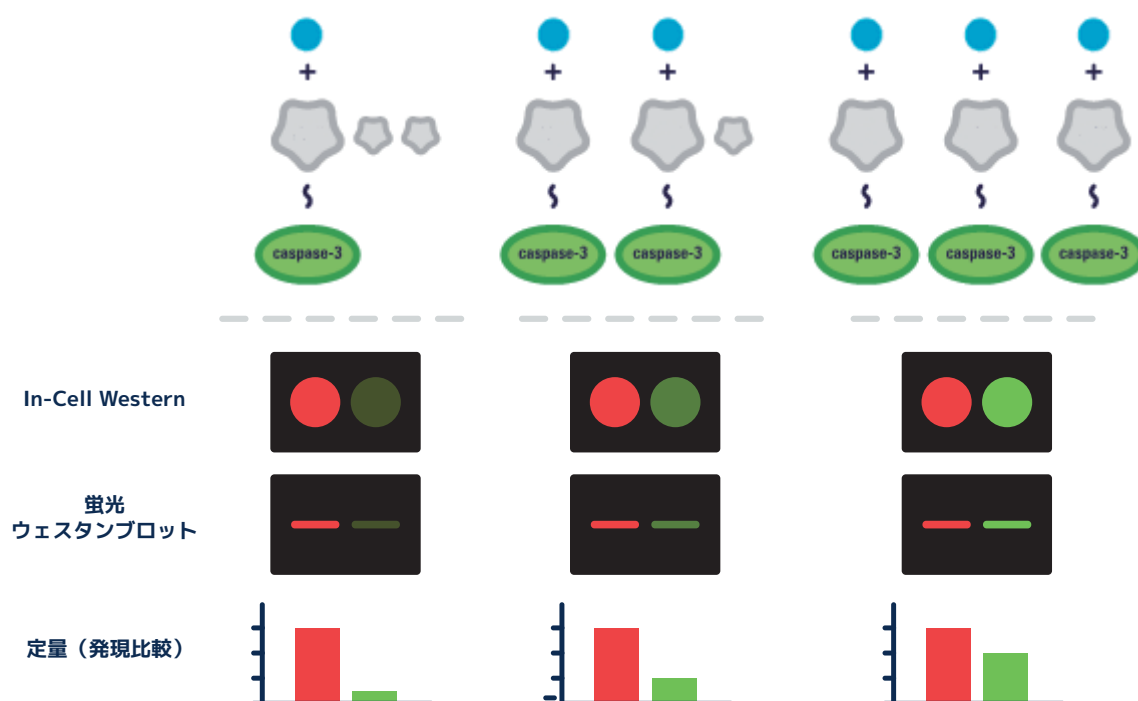 + + + + + +
caspase-3 caspase-3 caspase-3 caspase-3 caspase-3 caspase-3
In-Cell Western
蛍光
ウェスタンブロット
定量（発現比較）